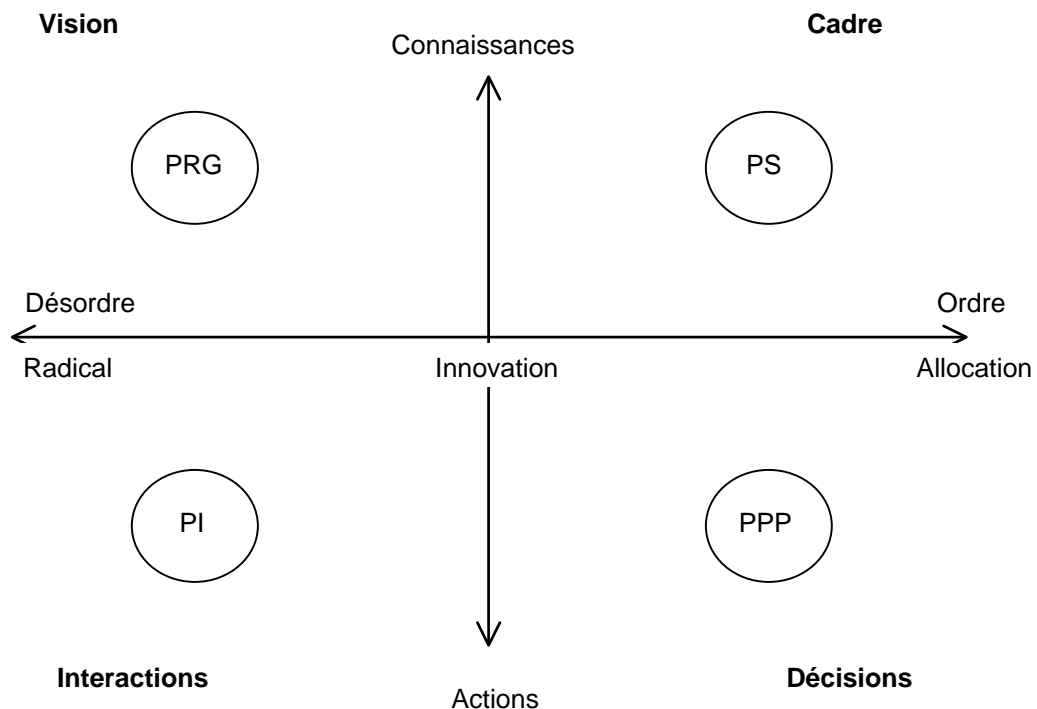 Vision
Cadre
Connaissances
PRG
PS
Désordre
Ordre
Radical
Innovation
Allocation
PI
PPP
Interactions
Décisions
Actions